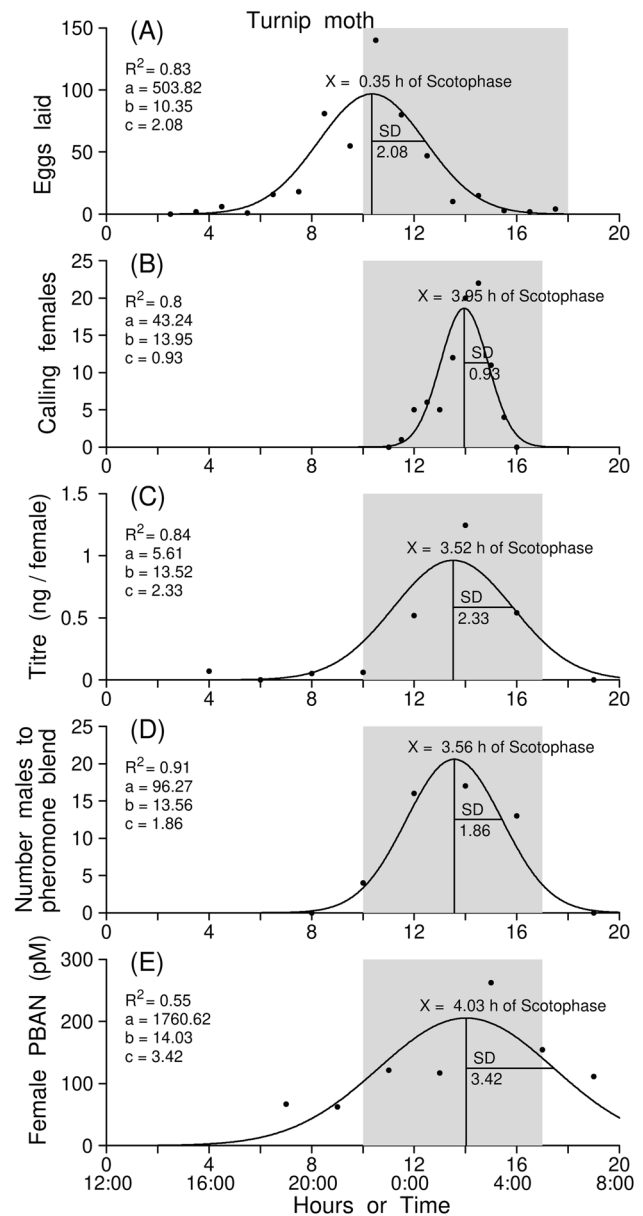 Turnip moth
(A)
R2 = 0.83
a = 503.82
b = 10.35
c = 2.08
X = 0.35 h of Scotophase
SD
2.08
Eggs laid
150
100
50
0
0 4 8 12 16 20
(B)
R2 = 0.8
a = 43.24
b = 13.95
c = 0.93
X = 3.95 h of Scotophase
SD
0.93
Calling females
25
20
15
10
5
0
0 4 8 12 16 20
(C)
R2 = 0.84
a = 5.61
b = 13.52
c = 2.33
X = 3.52 h of Scotophase
SD
2.33
Titre (ng / female)
1.5
1
0.5
0
0 4 8 12 16 20
(D)
R2 = 0.91
a = 96.27
b = 13.56
c = 1.86
X = 3.56 h of Scotophase
SD
1.86
Number males to
pheromone blend
25
20
15
10
5
0
0 4 8 12 16 20
(E)
R2 = 0.55
a = 1760.62
b = 14.03
c = 3.42
X = 4.03 h of Scotophase
SD
3.42
Female PBAN (pM)
300
200
100
0
0 4 8 12 16 20
12:00 16:00 20:00 0:00 4:00 8:00
Hours or Time